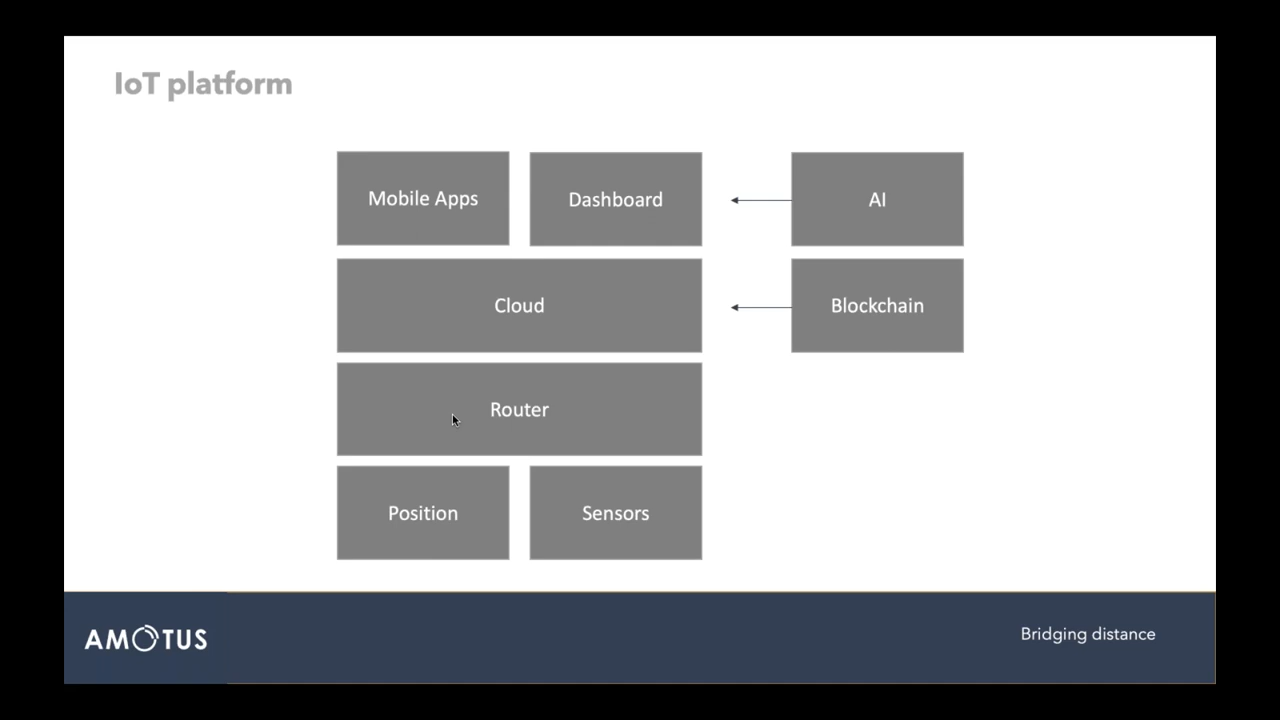 IoT platform
Mobile Apps
Dashboard
AI
Cloud
Blockchain
Router
Position
Sensors
AMOTUS
Bridging distance